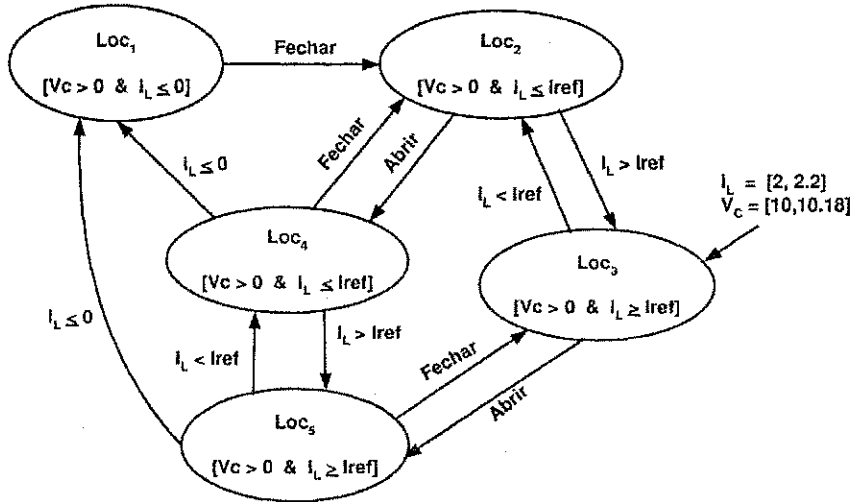 Loc1
[Vc > 0 & iL ≤ 0]
Fechar
Loc2
[Vc > 0 & iL ≤ Iref]
Fechar
Abrir
iL ≤ 0
iL < Iref
iL > Iref
iL = [2, 2.2]
Vc = [10,10.18]
Loc4
[Vc > 0 & iL ≤ Iref]
Loc3
[Vc > 0 & iL ≥ Iref]
iL ≤ 0
iL < Iref
iL > Iref
Fechar
Abrir
Loc5
[Vc > 0 & iL ≥ Iref]